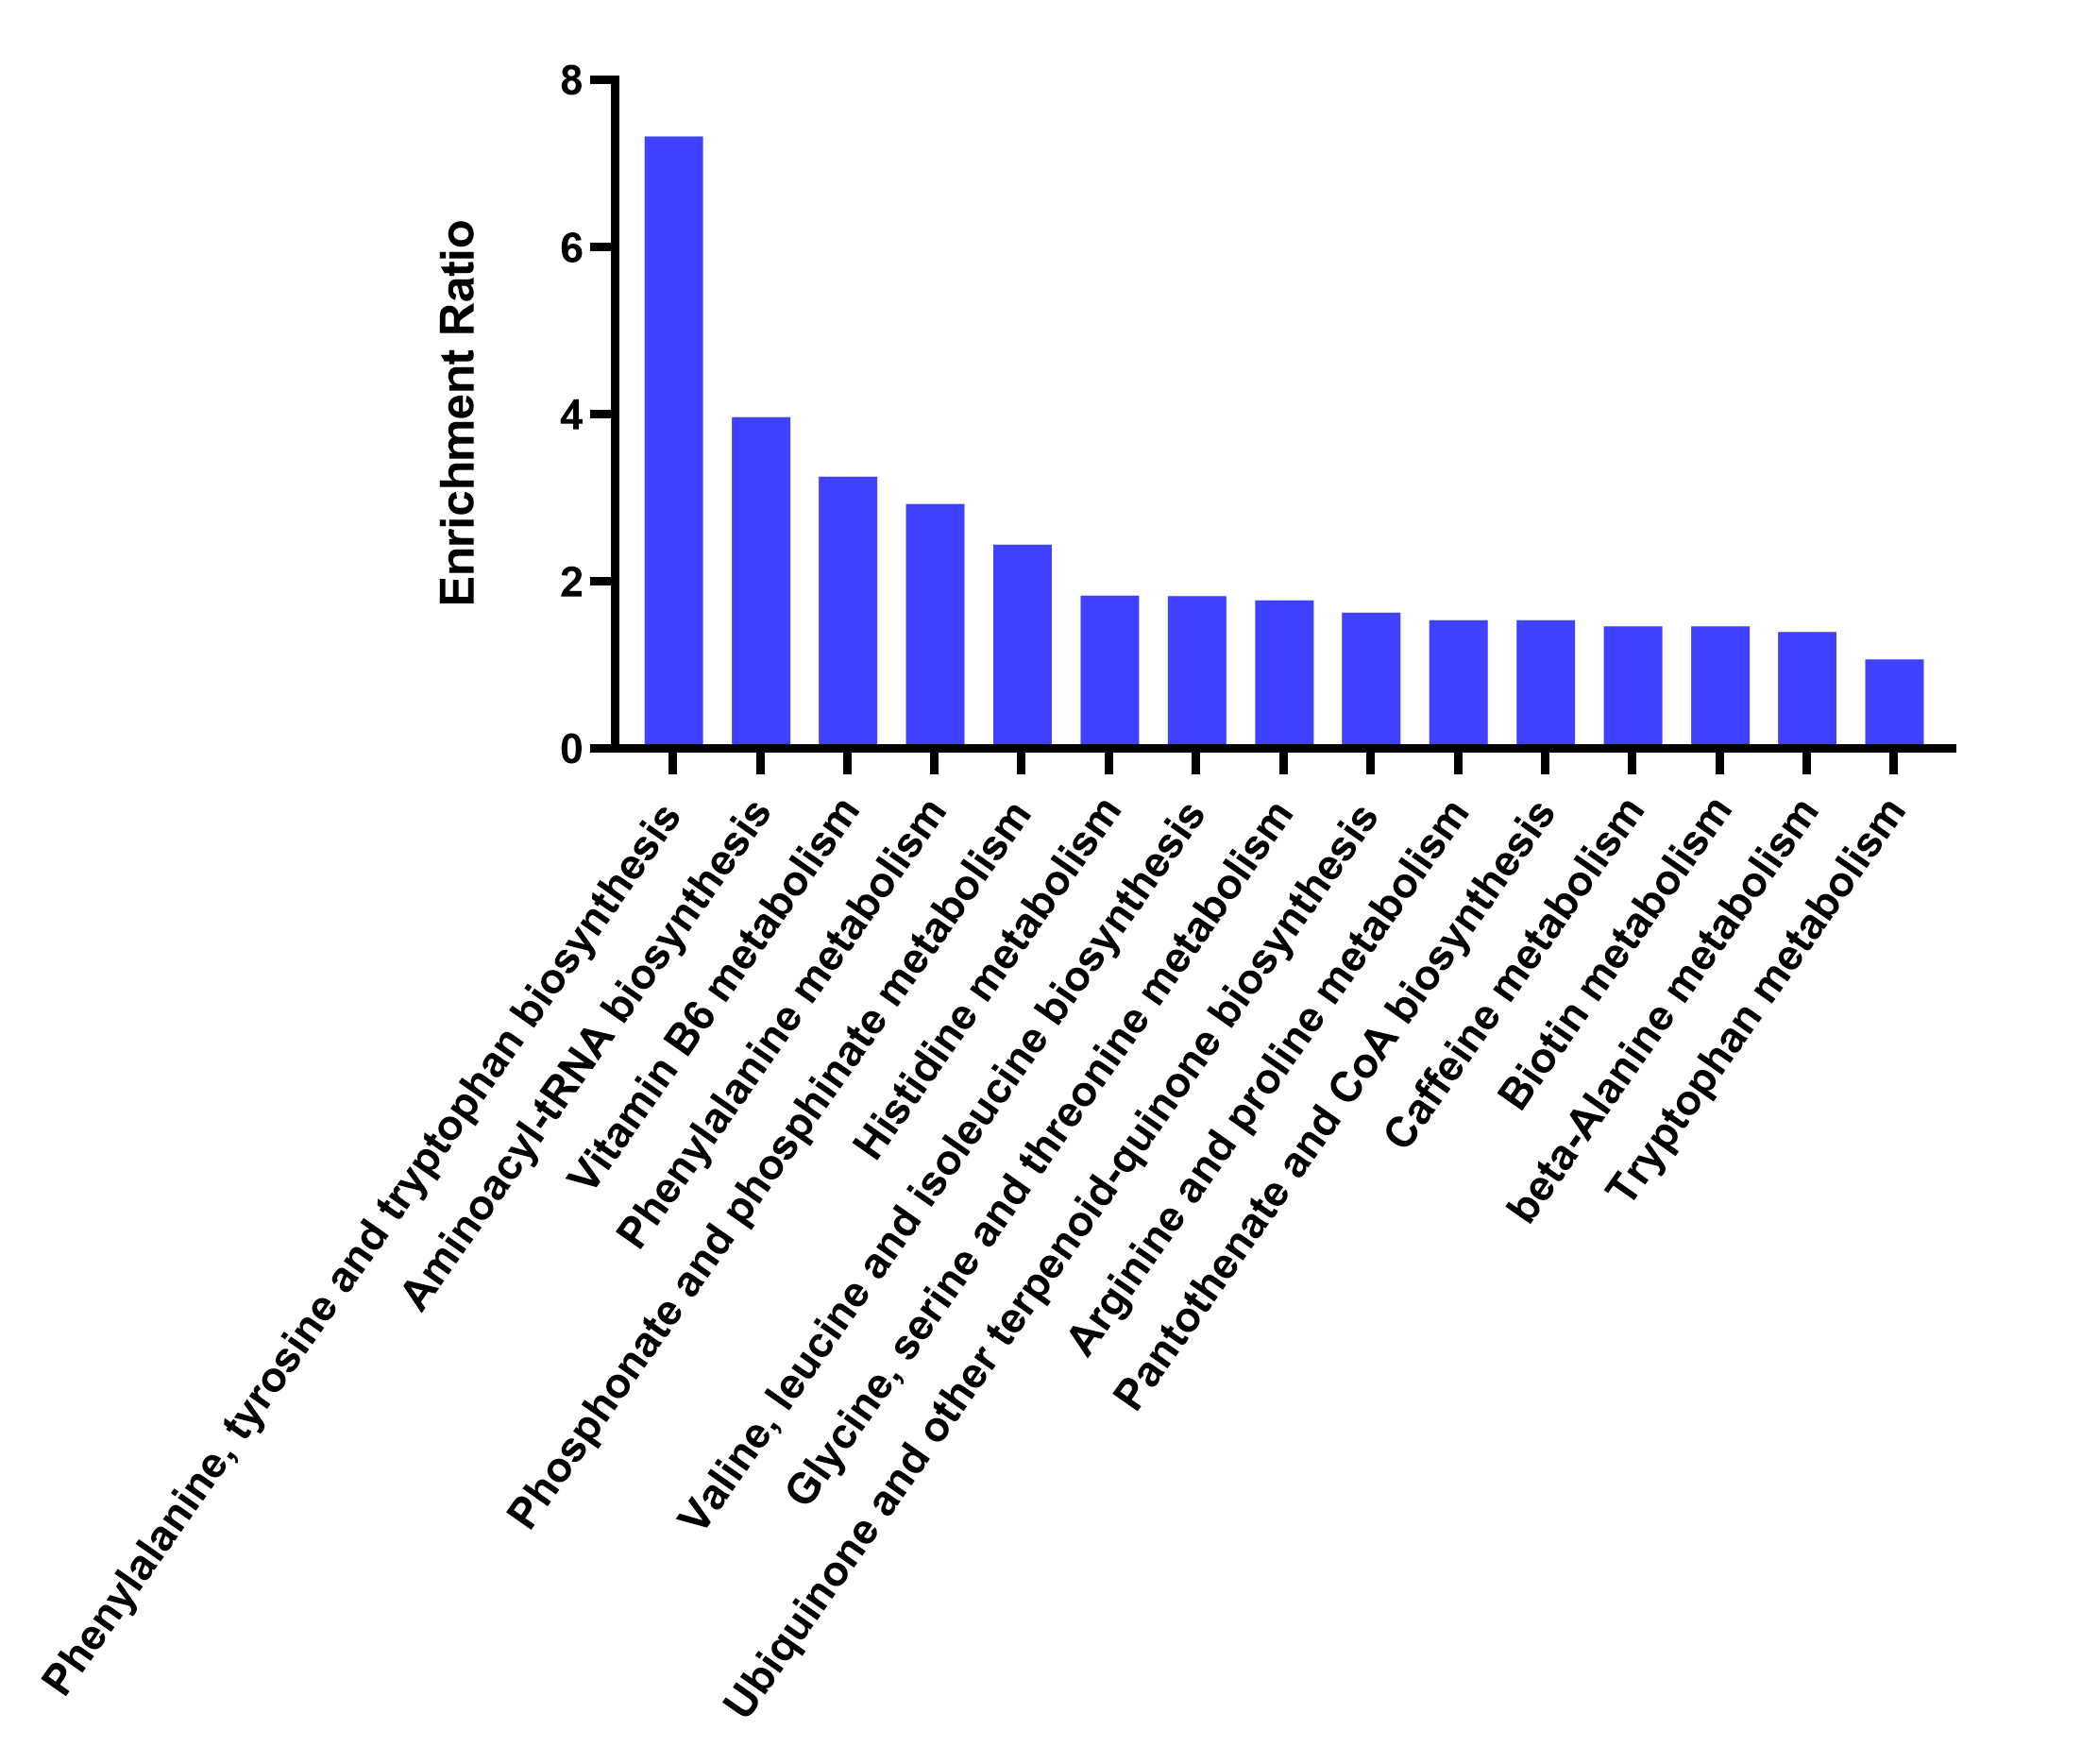 Enrichment Ratio
8
6
4
2
0
Phenylalanine, tyrosine and tryptophan biosynthesis
Aminoacyl-tRNA biosynthesis
Vitamin B6 metabolism
Phenylalanine metabolism
Phosphonate and phosphinate metabolism
Histidine metabolism
Valine, leucine and isoleucine biosynthesis
Glycine, serine and threonine metabolism
Ubiquinone and other terpenoid-quinone biosynthesis
Arginine and proline metabolism
Pantothenate and CoA biosynthesis
Caffeine metabolism
Biotin metabolism
beta-Alanine metabolism
Tryptophan metabolism